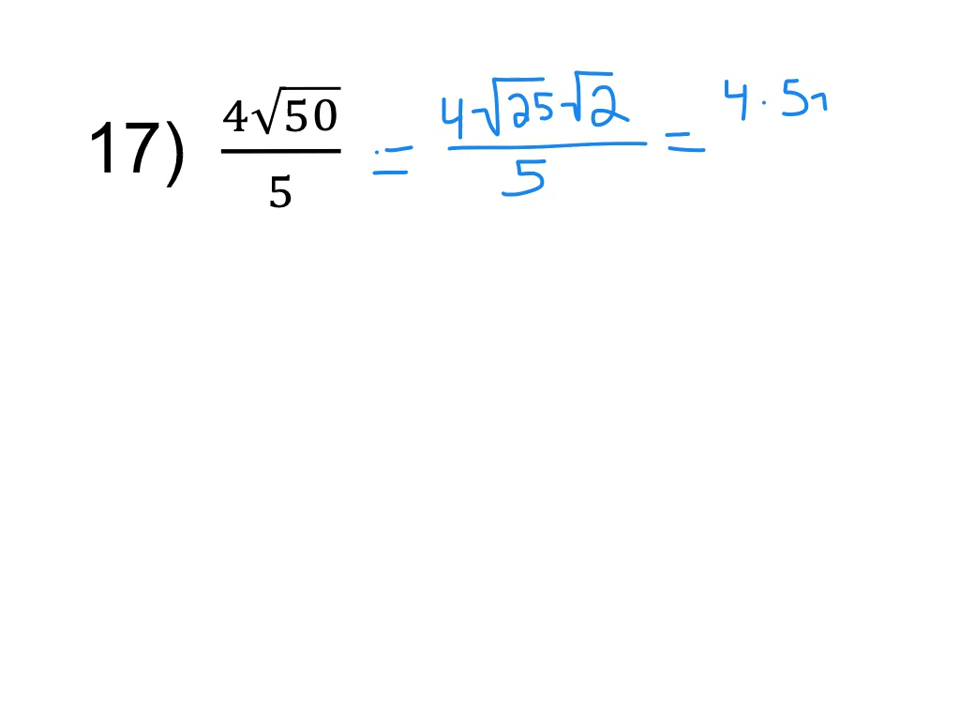 17) 4√50/5 = 4√25√2/5 = 4 · 5